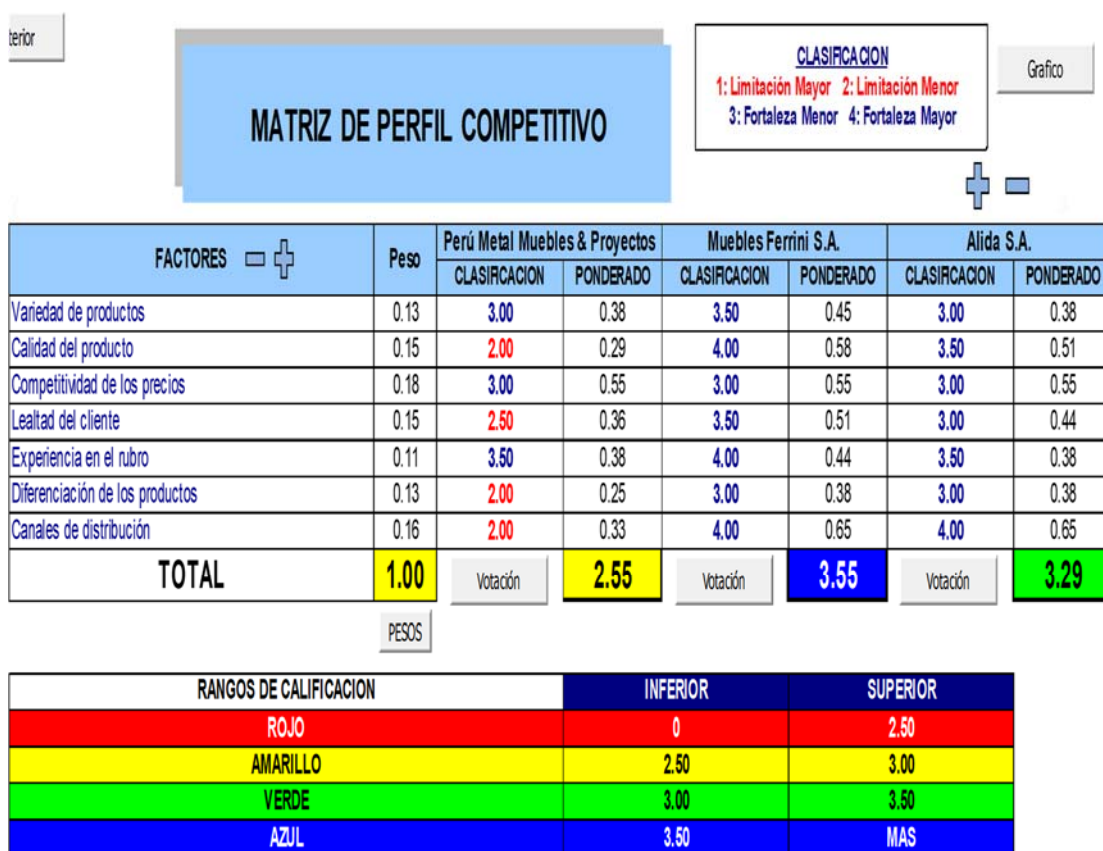 terior
CLASIFICACION
1: Limitación Mayor 2: Limitación Menor
3: Fortaleza Menor 4: Fortaleza Mayor
Grafico
MATRIZ DE PERFIL COMPETITIVO
FACTORES Peso Perú Metal Muebles & Proyectos Muebles Ferrini S.A. Alida S.A.
CLASIFICACION PONDERADO CLASIFICACION PONDERADO CLASIFICACION PONDERADO
Variedad de productos 0.13 3.00 0.38 3.50 0.45 3.00 0.38
Calidad del producto 0.15 2.00 0.29 4.00 0.58 3.50 0.51
Competitividad de los precios 0.18 3.00 0.55 3.00 0.55 3.00 0.55
Lealtad del cliente 0.15 2.50 0.36 3.50 0.51 3.00 0.44
Experiencia en el rubro 0.11 3.50 0.38 4.00 0.44 3.50 0.38
Diferenciación de los productos 0.13 2.00 0.25 3.00 0.38 3.00 0.38
Canales de distribución 0.16 2.00 0.33 4.00 0.65 4.00 0.65
TOTAL 1.00 Votación 2.55 Votación 3.55 Votación 3.29
PESOS
RANGOS DE CALIFICACION INFERIOR SUPERIOR
ROJO 0 2.50
AMARILLO 2.50 3.00
VERDE 3.00 3.50
AZUL 3.50 MAS